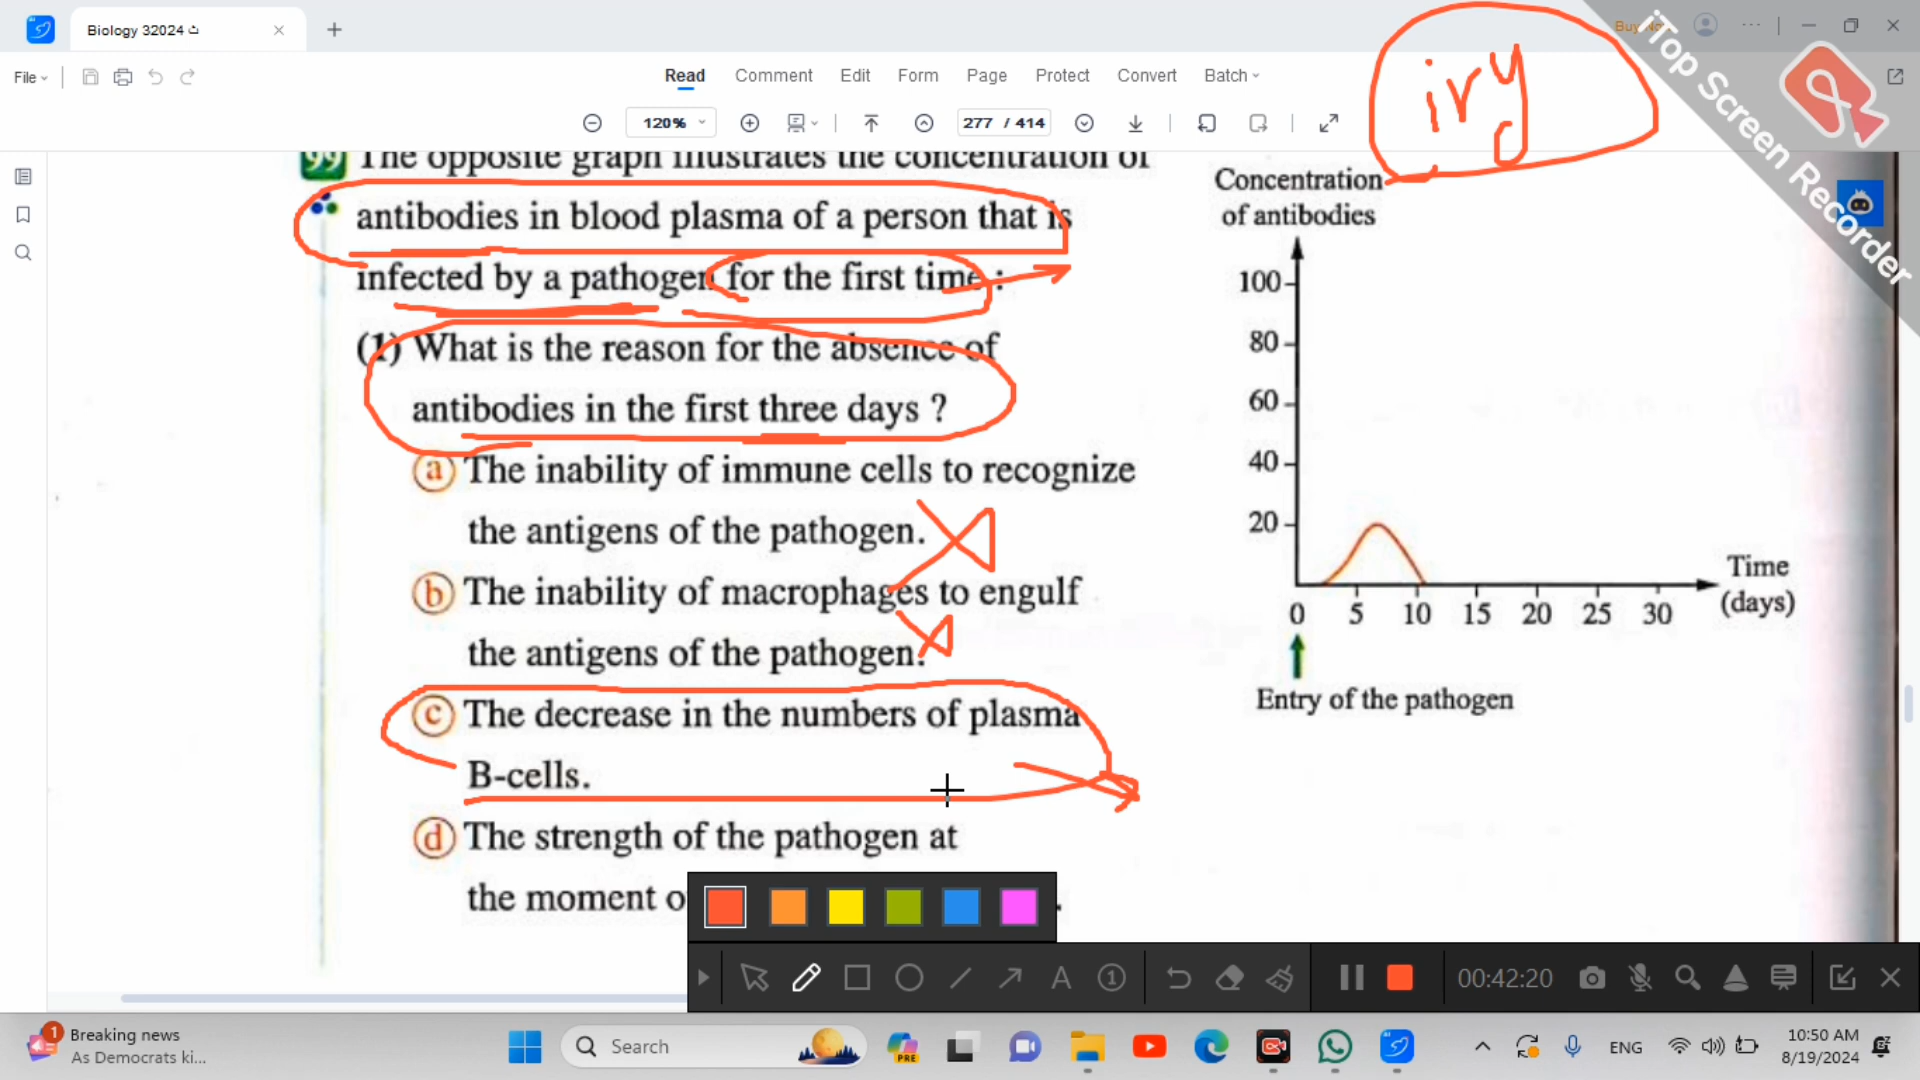 Biology 32024
Buy
File
Read Comment Edit Form Page Protect Convert Batch
120%
277 / 414
iTop Screen Recorder
99 The opposite graph illustrates the concentration of
antibodies in blood plasma of a person that is
infected by a pathogen for the first time :
(1) What is the reason for the absence of
antibodies in the first three days ?
a The inability of immune cells to recognize
the antigens of the pathogen.
b The inability of macrophages to engulf
the antigens of the pathogen.
c The decrease in the numbers of plasma
B-cells.
d The strength of the pathogen at
the moment
Concentration
of antibodies
100
80
60
40
20
0 5 10 15 20 25 30
Time
(days)
Entry of the pathogen
A 1
00:42:20
1
Breaking news
As Democrats ki...
Search
PRE
ENG
10:50 AM
8/19/2024